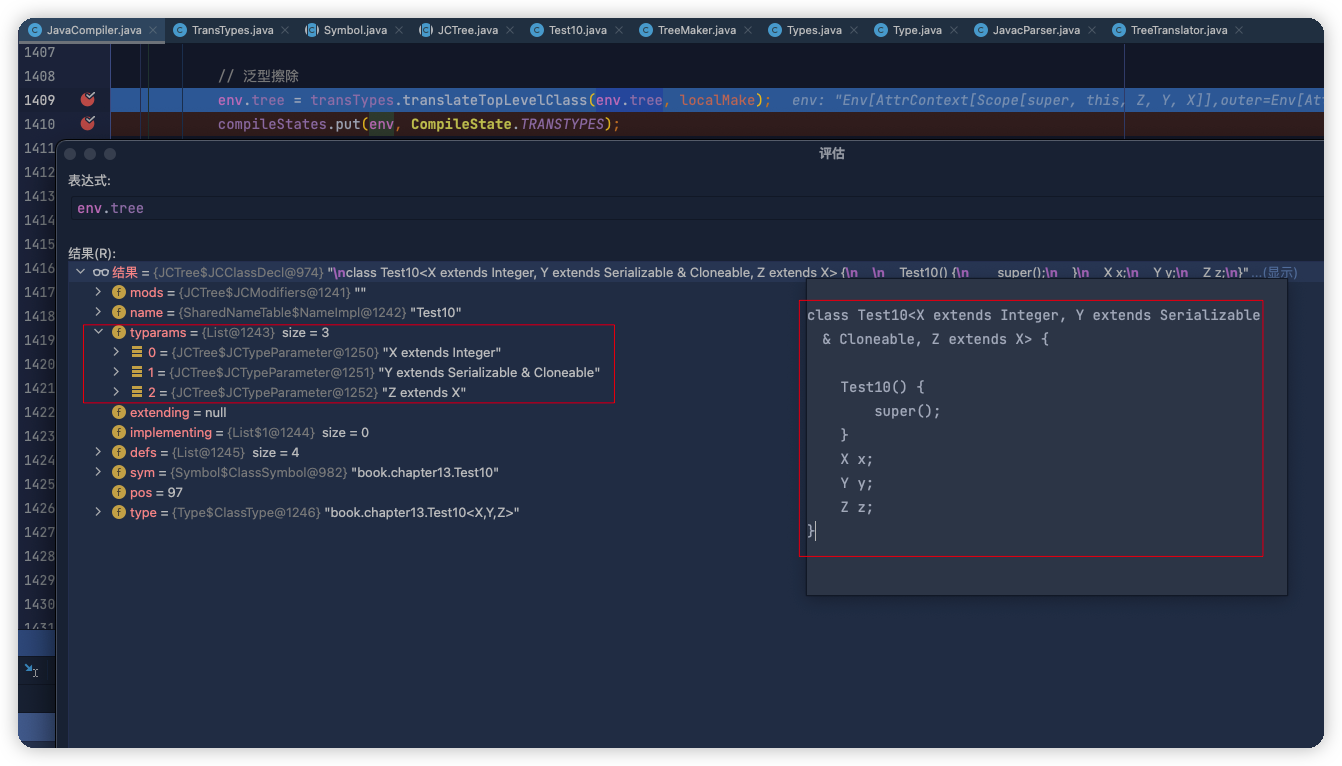 JavaCompiler.java TransTypes.java Symbol.java JCTree.java Test10.java TreeMaker.java Types.java Type.java JavacParser.java TreeTranslator.java
1407
1408 // 泛型擦除
1409 env.tree = transTypes.translateTopLevelClass(env.tree, localMake); env: "Env[AttrContext[Scope[super, this, Z, Y, X]],outer=Env[At
1410 compileStates.put(env, CompileState.TRANSTYPES);
1411
评估
1412
表达式:
1413
env.tree
1414
1415
结果(R):
1416 结果 = {JCTree$JCClassDecl@974} "\nclass Test10<X extends Integer, Y extends Serializable & Cloneable, Z extends X> {\n \n Test10() {\n super();\n }\n X x;\n Y y;\n Z z;\n}" ...(显示)
1417 mods = {JCTree$JCModifiers@1241} ""
1418 name = {SharedNameTable$NameImpl@1242} "Test10"
1419 typarams = {List@1243} size = 3
0 = {JCTree$JCTypeParameter@1250} "X extends Integer"
1420
1 = {JCTree$JCTypeParameter@1251} "Y extends Serializable & Cloneable"
1421 2 = {JCTree$JCTypeParameter@1252} "Z extends X"
1422 extending = null
1423 implementing = {List$1@1244} size = 0
1424 defs = {List@1245} size = 4
sym = {Symbol$ClassSymbol@982} "book.chapter13.Test10"
1425
pos = 97
1426 type = {Type$ClassType@1246} "book.chapter13.Test10<X,Y,Z>"
1427
1428
1429
1430
1431
class Test10<X extends Integer, Y extends Serializable
& Cloneable, Z extends X> {
Test10() {
super();
}
X x;
Y y;
Z z;
}